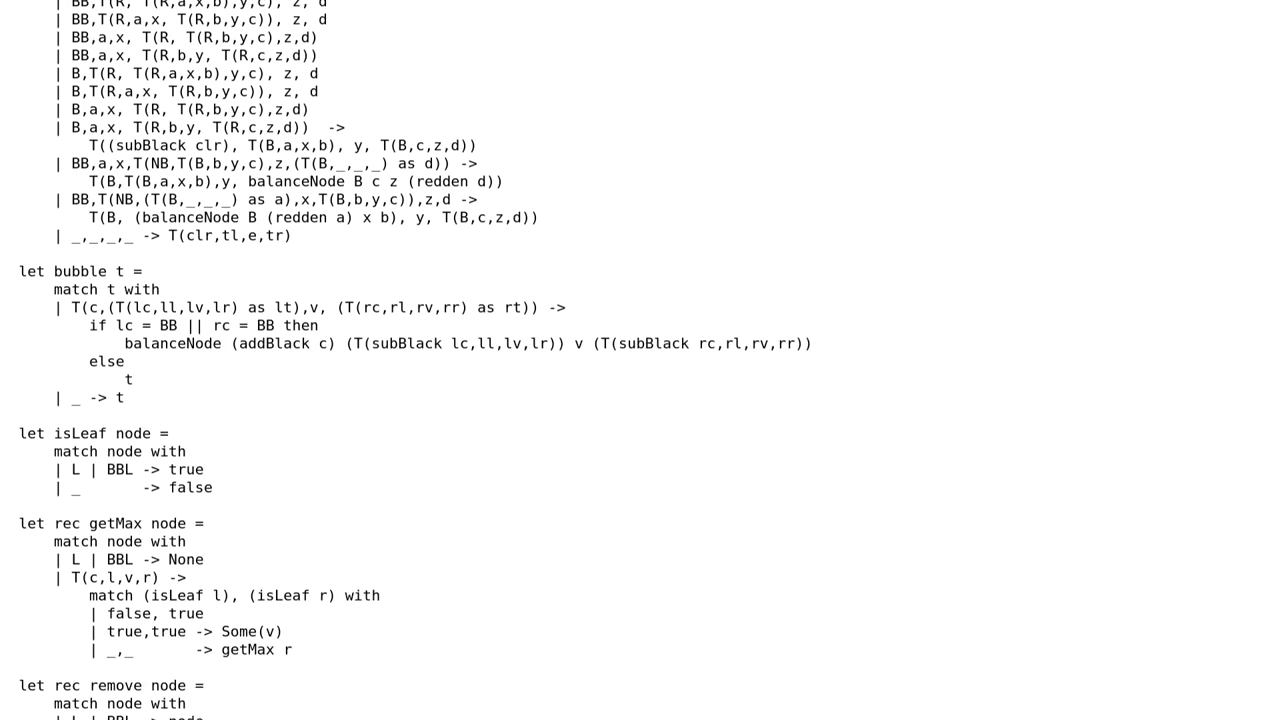 | BB,T(R, T(R,a,x,b),y,c), z, d
| BB,T(R,a,x, T(R,b,y,c)), z, d
| BB,a,x, T(R, T(R,b,y,c),z,d)
| BB,a,x, T(R,b,y, T(R,c,z,d))
| B,T(R, T(R,a,x,b),y,c), z, d
| B,T(R,a,x, T(R,b,y,c)), z, d
| B,a,x, T(R, T(R,b,y,c),z,d)
| B,a,x, T(R,b,y, T(R,c,z,d))  ->
T((subBlack clr), T(B,a,x,b), y, T(B,c,z,d))
| BB,a,x,T(NB,T(B,b,y,c),z,(T(B,_,_,_) as d)) ->
T(B,T(B,a,x,b),y, balanceNode B c z (redden d))
| BB,T(NB,(T(B,_,_,_) as a),x,T(B,b,y,c)),z,d ->
T(B, (balanceNode B (redden a) x b), y, T(B,c,z,d))
| _,_,_,_ -> T(clr,tl,e,tr)
let bubble t =
match t with
| T(c,(T(lc,ll,lv,lr) as lt),v, (T(rc,rl,rv,rr) as rt)) ->
if lc = BB || rc = BB then
balanceNode (addBlack c) (T(subBlack lc,ll,lv,lr)) v (T(subBlack rc,rl,rv,rr))
else
t
| _ -> t
let isLeaf node =
match node with
| L | BBL -> true
| _       -> false
let rec getMax node =
match node with
| L | BBL -> None
| T(c,l,v,r) ->
match (isLeaf l), (isLeaf r) with
| false, true
| true,true -> Some(v)
| _,_       -> getMax r
let rec remove node =
match node with
| L | BBL -> node